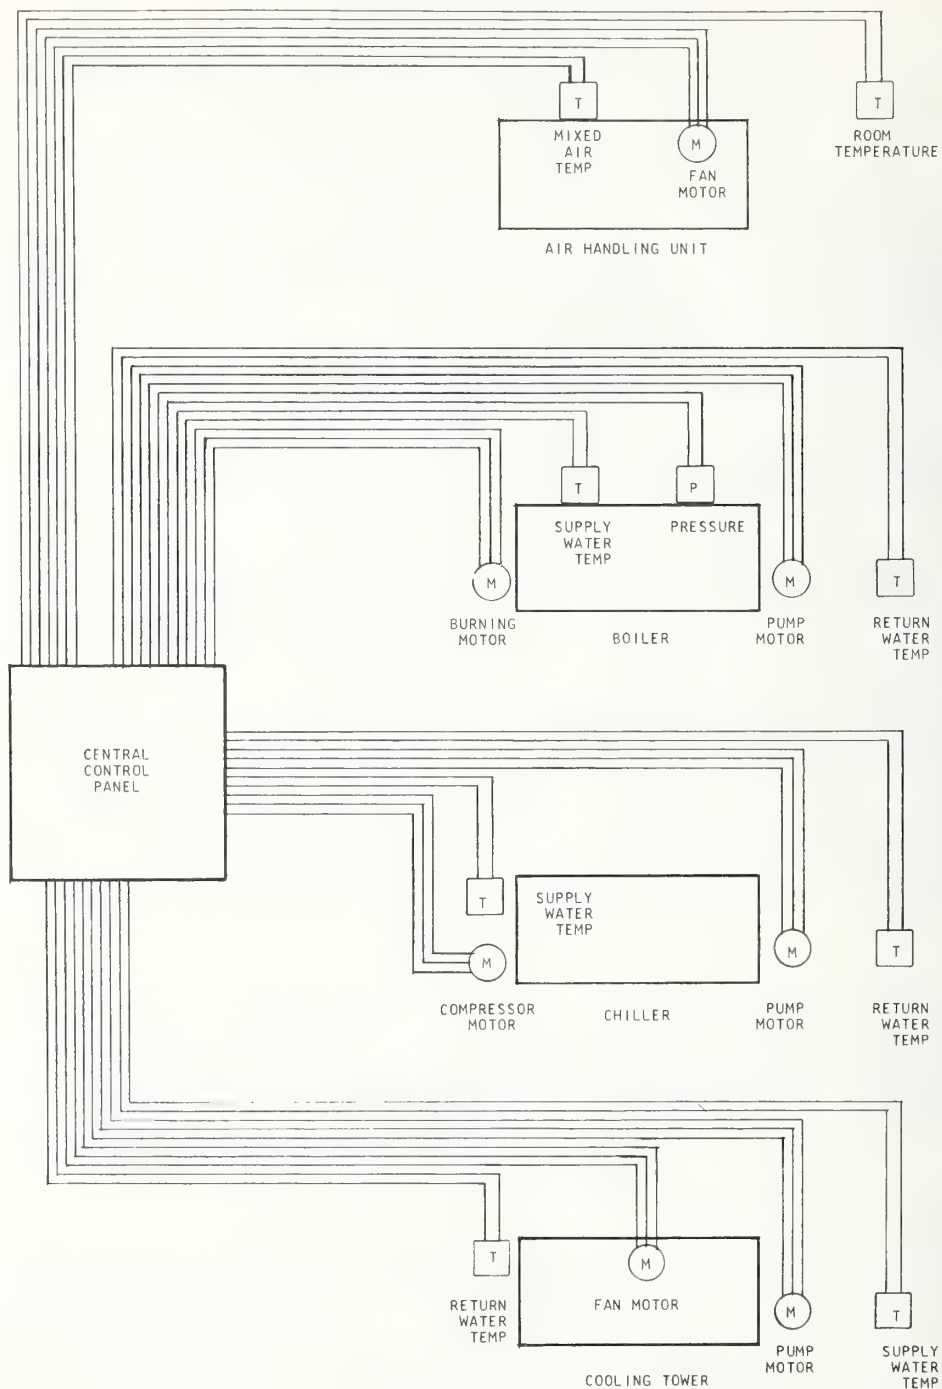 T
T
MIXED
AIR
TEMP
M
FAN
MOTOR
ROOM
TEMPERATURE
AIR HANDLING UNIT
T
P
SUPPLY
WATER
TEMP
PRESSURE
M
M
T
BURNING
MOTOR
BOILER
PUMP
MOTOR
RETURN
WATER
TEMP
CENTRAL
CONTROL
PANEL
T
SUPPLY
WATER
TEMP
M
M
T
COMPRESSOR
MOTOR
CHILLER
PUMP
MOTOR
RETURN
WATER
TEMP
T
M
RETURN
WATER
TEMP
FAN MOTOR
M
T
COOLING TOWER
PUMP
MOTOR
SUPPLY
WATER
TEMP